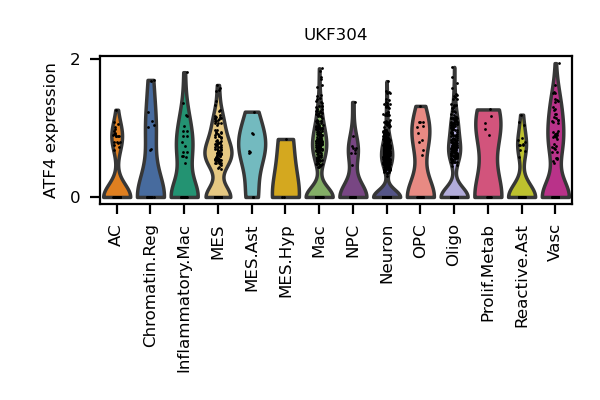 UKF304
ATF4 expression
2
0
AC
Chromatin.Reg
Inflammatory.Mac
MES
MES.Ast
MES.Hyp
Mac
NPC
Neuron
OPC
Oligo
Prolif.Metab
Reactive.Ast
Vasc